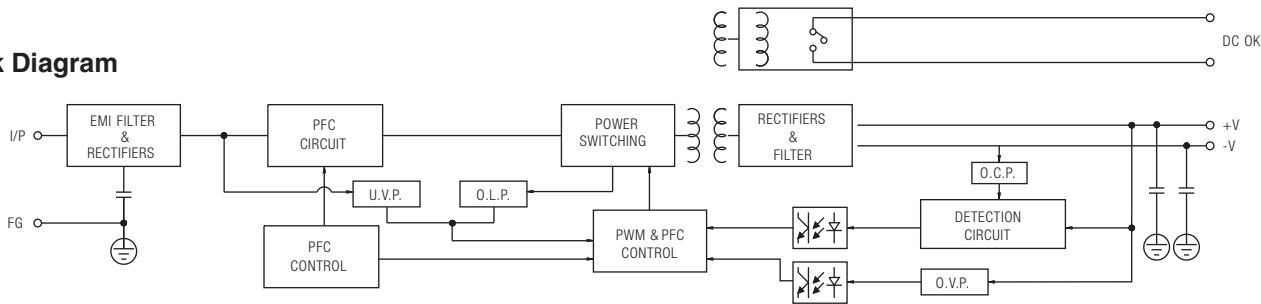 DC OK
k Diagram
I/P
EMI FILTER
&
RECTIFIERS
PFC
CIRCUIT
POWER
SWITCHING
RECTIFIERS
&
FILTER
+V
-V
U.V.P.
O.L.P.
O.C.P.
FG
PFC
CONTROL
PWM & PFC
CONTROL
DETECTION
CIRCUIT
O.V.P.